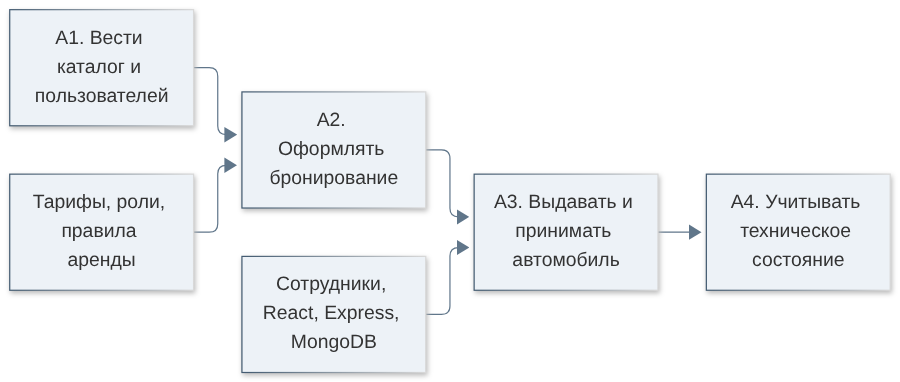 А1. Вести
каталог и
пользователей
Тарифы, роли,
правила
аренды
А2.
Оформлять
бронирование
Сотрудники,
React, Express,
MongoDB
А3. Выдавать и
принимать
автомобиль
А4. Учитывать
техническое
состояние